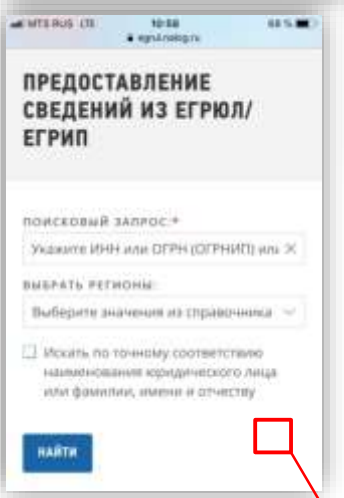 MTS RUS LTE 10:58 68 %
egrul.nalog.ru
ПРЕДОСТАВЛЕНИЕ
СВЕДЕНИЙ ИЗ ЕГРЮЛ/
ЕГРИП
ПОИСКОВЫЙ ЗАПРОС:*
Укажите ИНН или ОГРН (ОГРНИП) или
ВЫБРАТЬ РЕГИОНЫ:
Выберите значения из справочника
Искать по точному соответствию
наименования юридического лица
или фамилии, имени и отчеству
НАЙТИ